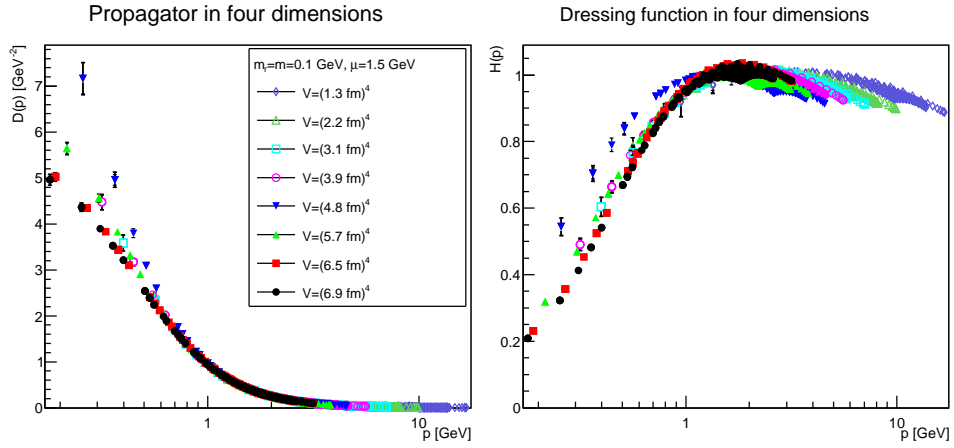 Propagator in four dimensions
D(p) [GeV⁻²]
7
6
5
4
3
2
1
0
1
10
p [GeV]
mᵣ=m=0.1 GeV, μ=1.5 GeV
V=(1.3 fm)⁴
V=(2.2 fm)⁴
V=(3.1 fm)⁴
V=(3.9 fm)⁴
V=(4.8 fm)⁴
V=(5.7 fm)⁴
V=(6.5 fm)⁴
V=(6.9 fm)⁴
Dressing function in four dimensions
H(p)
1
0.8
0.6
0.4
0.2
0
1
10
p [GeV]